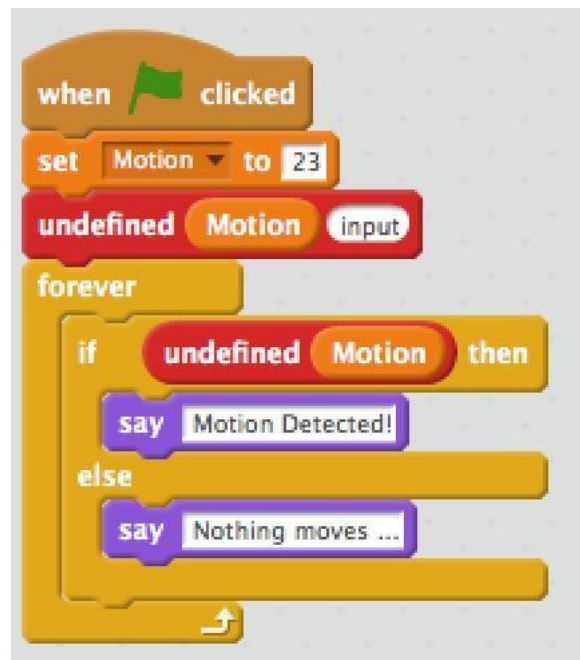 when clicked
set Motion to 23
undefined Motion input
forever
if undefined Motion then
say Motion Detected!
else
say Nothing moves ...